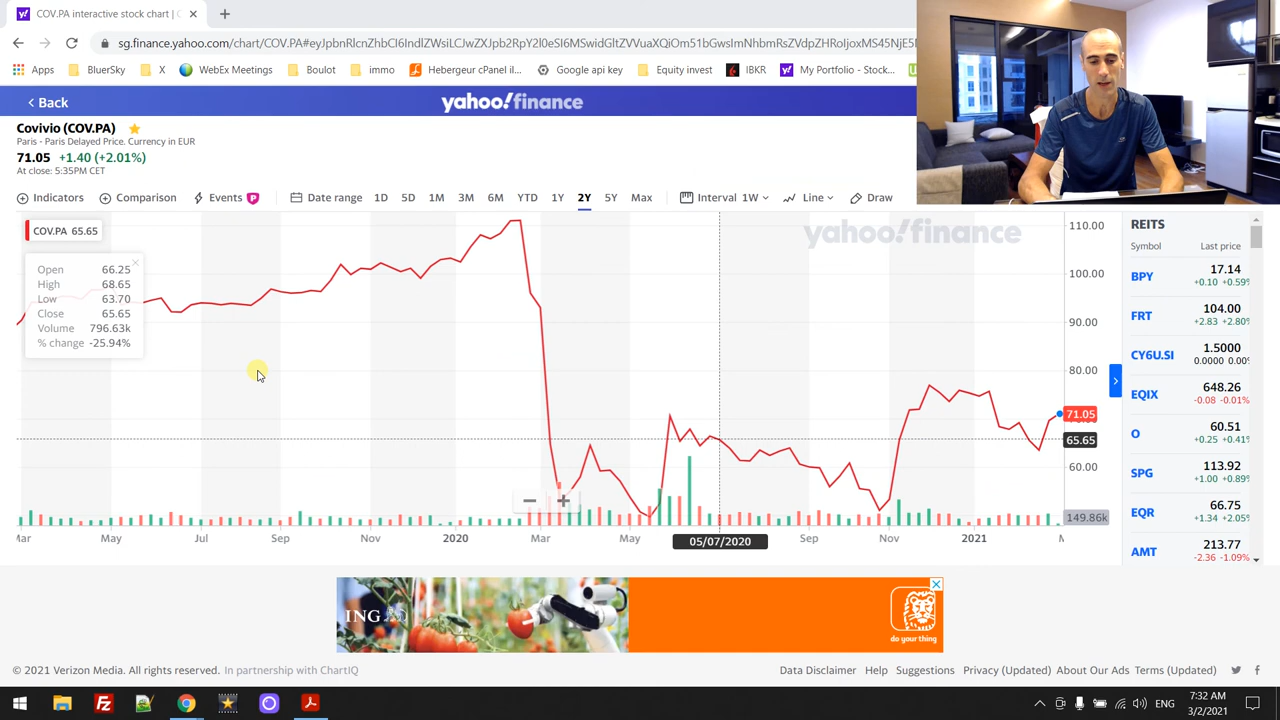 COV.PA interactive stock chart |
sg.finance.yahoo.com/chart/COV.PA#eyJpbnRlcnZhbCI6IndlZWsiLCJwZXJpb2RpY2l0eSI6MSwidGltZVVuaXQiOm51bGwsImNhbmRsZVdpZHRoIjoxMS45NjE5
Apps BluerSky X WebEx Meetings Boulot immo Hebergeur cPanel il... Google api key Equity invest IBKR My Portfolio - Stock...
Back
yahoo!finance
Covivio (COV.PA)
Paris - Paris Delayed Price. Currency in EUR
71.05 +1.40 (+2.01%)
At close: 5:35PM CET
Indicators Comparison Events Date range 1D 5D 1M 3M 6M YTD 1Y 2Y 5Y Max Interval 1W Line Draw
COV.PA 65.65
yahoo!finance
Open 66.25
High 68.65
Low 63.70
Close 65.65
Volume 796.63k
% change -25.94%
110.00
100.00
90.00
80.00
71.05
65.65
60.00
149.86k
Mar May Jul Sep Nov 2020 Mar May 05/07/2020 Sep Nov 2021 M
REITS
Symbol Last price
BPY 17.14
+0.10 +0.59%
FRT 104.00
+2.83 +2.80%
CY6U.SI 1.5000
0.0000 0.00%
EQIX 648.26
-0.08 -0.01%
O 60.51
+0.25 +0.41%
SPG 113.92
+1.00 +0.89%
EQR 66.75
+1.34 +2.05%
AMT 213.77
-2.36 -1.09%
ING
do your thing
© 2021 Verizon Media. All rights reserved. In partnership with ChartIQ
Data Disclaimer Help Suggestions Privacy (Updated) About Our Ads Terms (Updated)
ENG
7:32 AM
3/2/2021